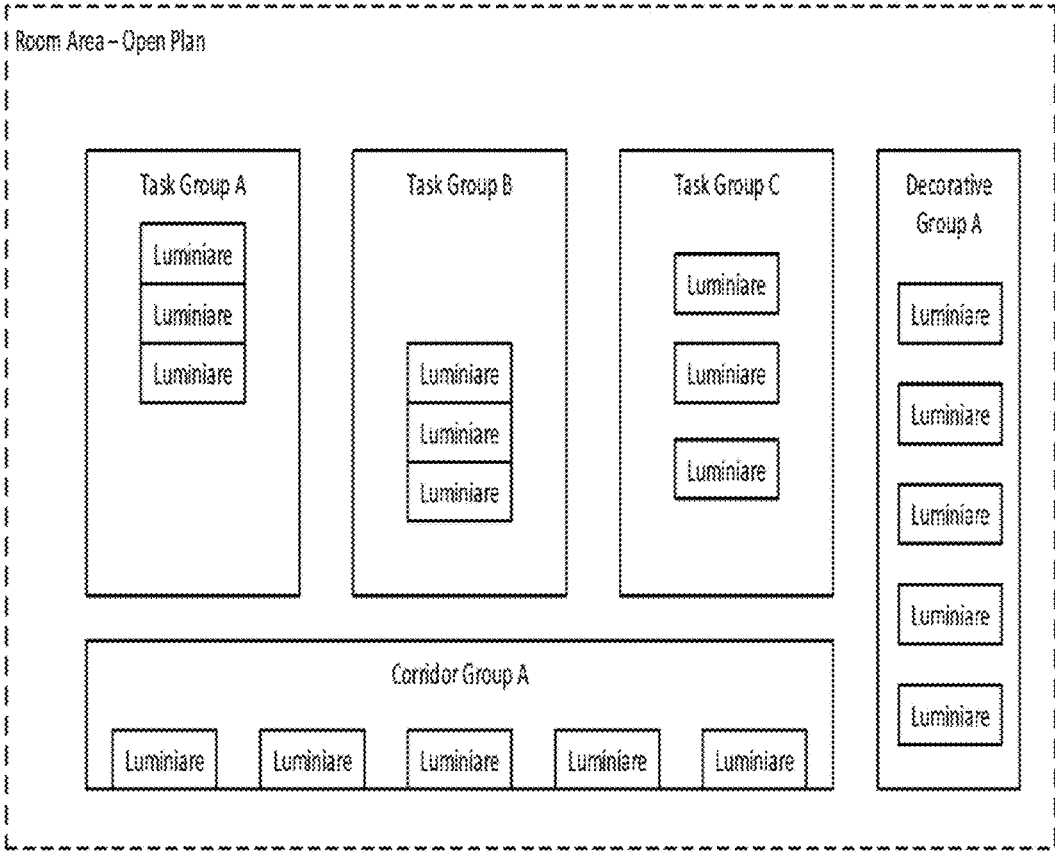 Room Area – Open Plan
Task Group A
Luminiare
Luminiare
Luminiare
Task Group B
Luminiare
Luminiare
Luminiare
Task Group C
Luminiare
Luminiare
Luminiare
Decorative
Group A
Luminiare
Luminiare
Luminiare
Luminiare
Luminiare
Corridor Group A
Luminiare
Luminiare
Luminiare
Luminiare
Luminiare